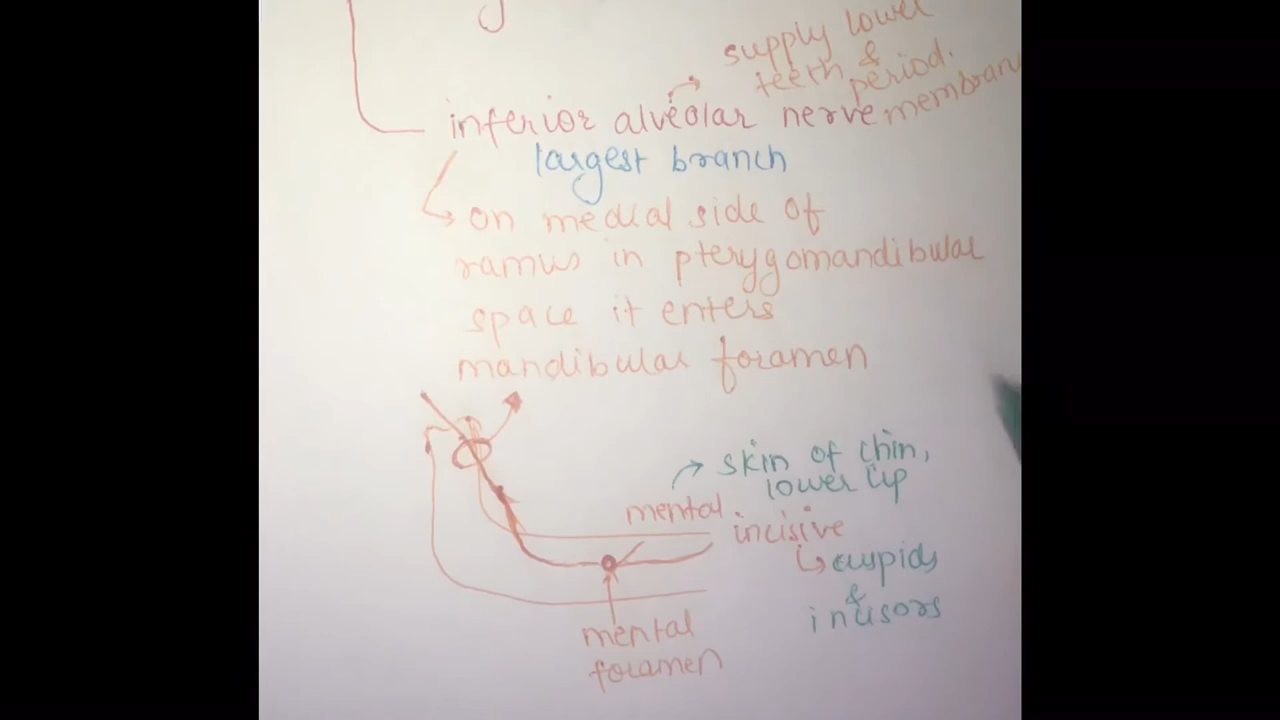 supply lower
teeth &
period.
membran
inferior alveolar nerve
largest branch
on medial side of
ramus in pterygomandibular
space it enters
mandibular foramen
skin of chin,
lower lip
mental
incisive
cuspids
&
incisors
mental
foramen